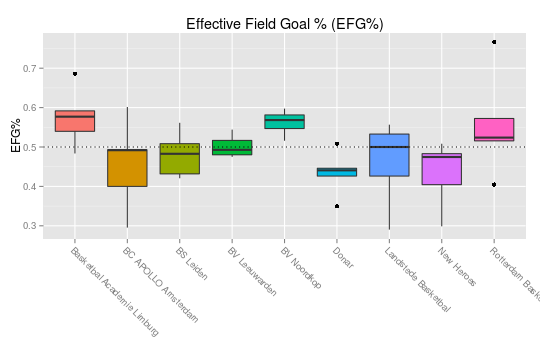 Effective Field Goal % (EFG%)
EFG%
0.7
0.6
0.5
0.4
0.3
Basketbal Academie Limburg
BC APOLLO Amsterdam
BS Leiden
BV Leeuwarden
BV Noordkop
Donar
Landstede Basketbal
New Heroes
Rotterdam